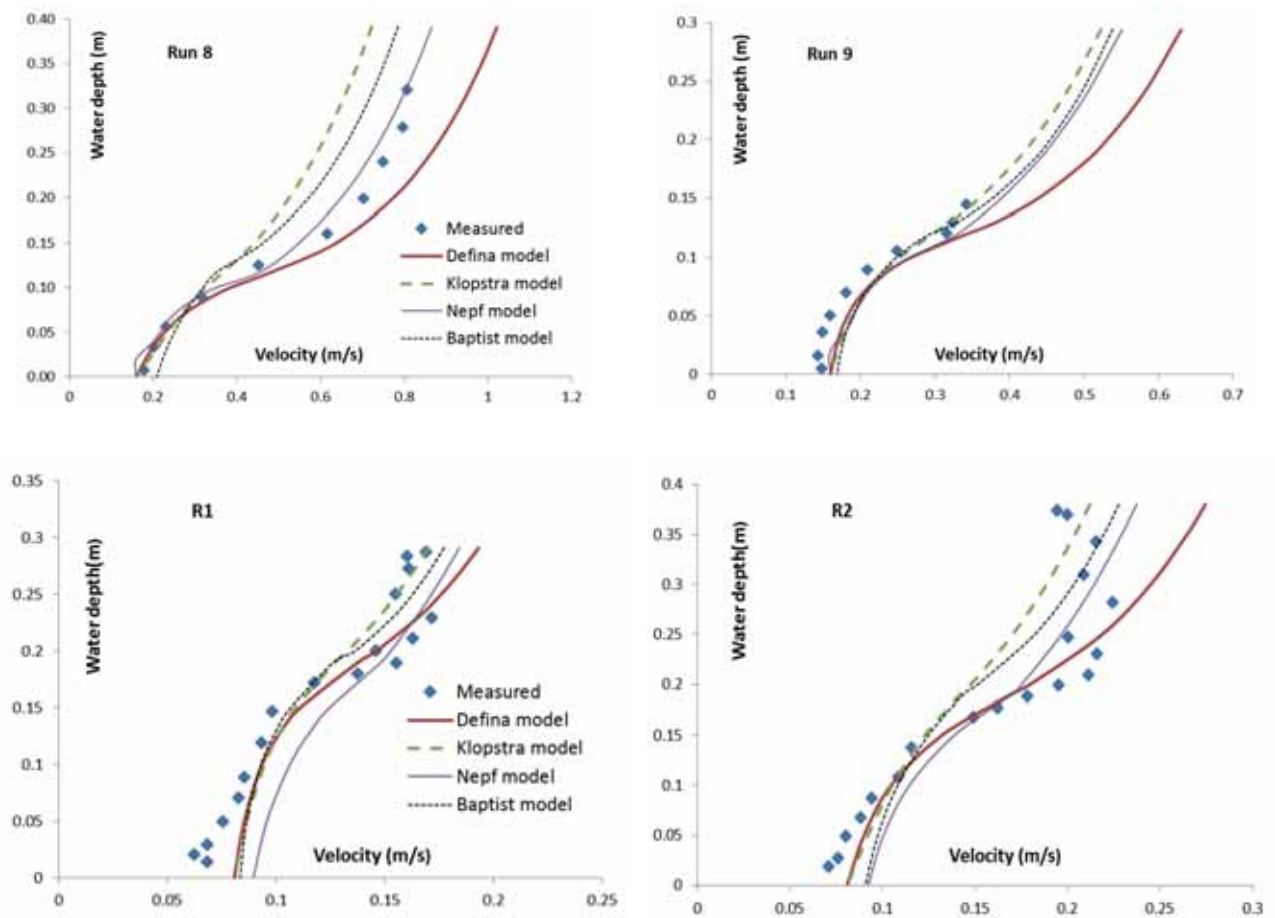 0.40
0.35
0.30
0.25
0.20
0.15
0.10
0.05
0.00
Water depth (m)
Run 8
Measured
Defina model
Klopstra model
Nepf model
Baptist model
Velocity (m/s)
0 0.2 0.4 0.6 0.8 1 1.2
0.3
0.25
0.2
0.15
0.1
0.05
0
Water depth (m)
Run 9
Velocity (m/s)
0 0.1 0.2 0.3 0.4 0.5 0.6 0.7
0.35
0.3
0.25
0.2
0.15
0.1
0.05
0
Water depth(m)
R1
Measured
Defina model
Klopstra model
Nepf model
Baptist model
Velocity (m/s)
0 0.05 0.1 0.15 0.2 0.25
0.4
0.35
0.3
0.25
0.2
0.15
0.1
0.05
0
Water depth(m)
R2
Velocity (m/s)
0 0.05 0.1 0.15 0.2 0.25 0.3